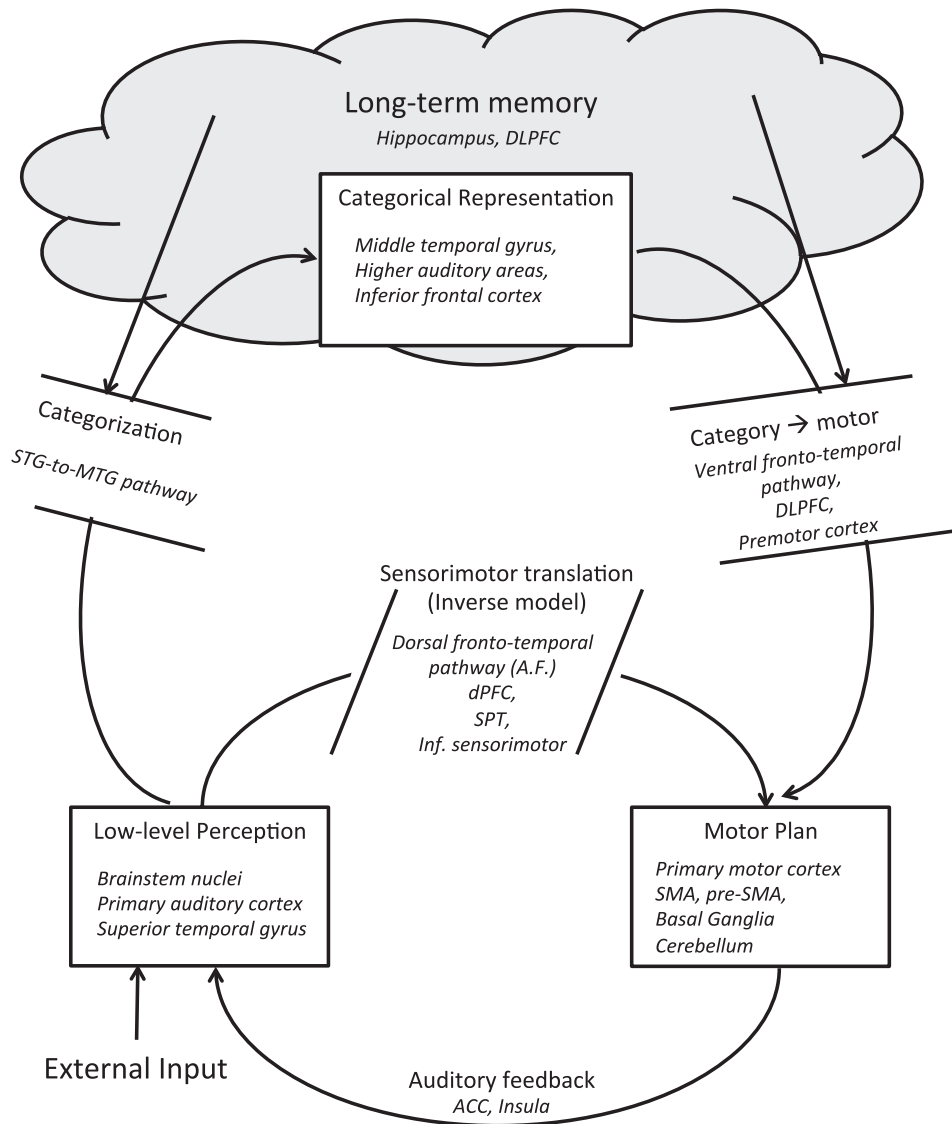 Long-term memory
Hippocampus, DLPFC
Categorical Representation
Middle temporal gyrus,
Higher auditory areas,
Inferior frontal cortex
Categorization
STG-to-MTG pathway
Category → motor
Ventral fronto-temporal
pathway,
DLPFC,
Premotor cortex
Sensorimotor translation
(Inverse model)
Dorsal fronto-temporal
pathway (A.F.)
dPFC,
SPT,
Inf. sensorimotor
Low-level Perception
Brainstem nuclei
Primary auditory cortex
Superior temporal gyrus
Motor Plan
Primary motor cortex
SMA, pre-SMA,
Basal Ganglia
Cerebellum
External Input
Auditory feedback
ACC, Insula